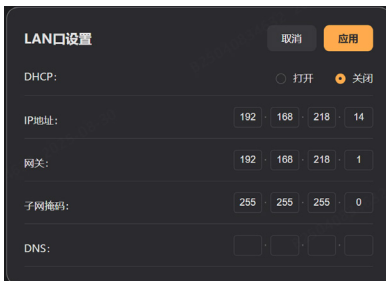 LAN口设置 取消 应用
DHCP: 打开 关闭
IP地址: 192 · 168 · 218 · 14
网关: 192 · 168 · 218 · 1
子网掩码: 255 · 255 · 255 · 0
DNS: · · ·